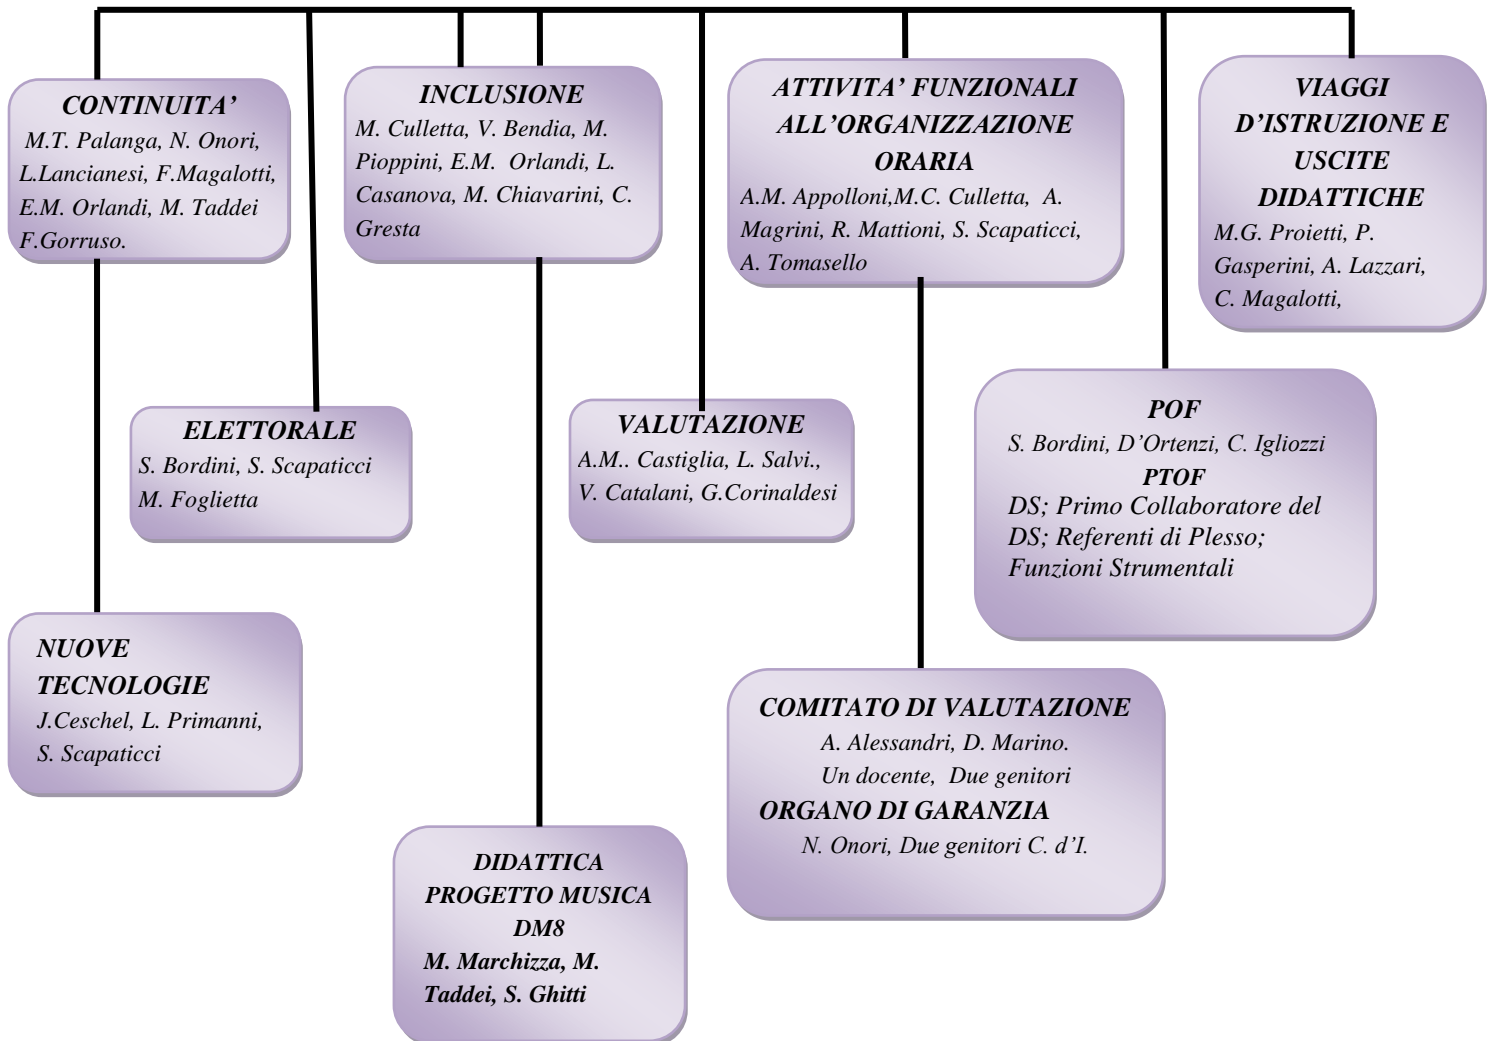 CONTINUITA’
M.T. Palanga, N. Onori,
L.Lancianesi, F.Magalotti,
E.M. Orlandi, M. Taddei
F.Gorruso.
INCLUSIONE
M. Culletta, V. Bendia, M.
Pioppini, E.M. Orlandi, L.
Casanova, M. Chiavarini, C.
Gresta
ATTIVITA’ FUNZIONALI
ALL’ORGANIZZAZIONE
ORARIA
A.M. Appolloni,M.C. Culletta, A.
Magrini, R. Mattioni, S. Scapaticci,
A. Tomasello
VIAGGI
D’ISTRUZIONE E
USCITE
DIDATTICHE
M.G. Proietti, P.
Gasperini, A. Lazzari,
C. Magalotti,
ELETTORALE
S. Bordini, S. Scapaticci
M. Foglietta
VALUTAZIONE
A.M.. Castiglia, L. Salvi.,
V. Catalani, G.Corinaldesi
POF
S. Bordini, D’Ortenzi, C. Igliozzi
PTOF
DS; Primo Collaboratore del
DS; Referenti di Plesso;
Funzioni Strumentali
NUOVE
TECNOLOGIE
J.Ceschel, L. Primanni,
S. Scapaticci
COMITATO DI VALUTAZIONE
A. Alessandri, D. Marino.
Un docente, Due genitori
ORGANO DI GARANZIA
N. Onori, Due genitori C. d’I.
DIDATTICA
PROGETTO MUSICA
DM8
M. Marchizza, M.
Taddei, S. Ghitti